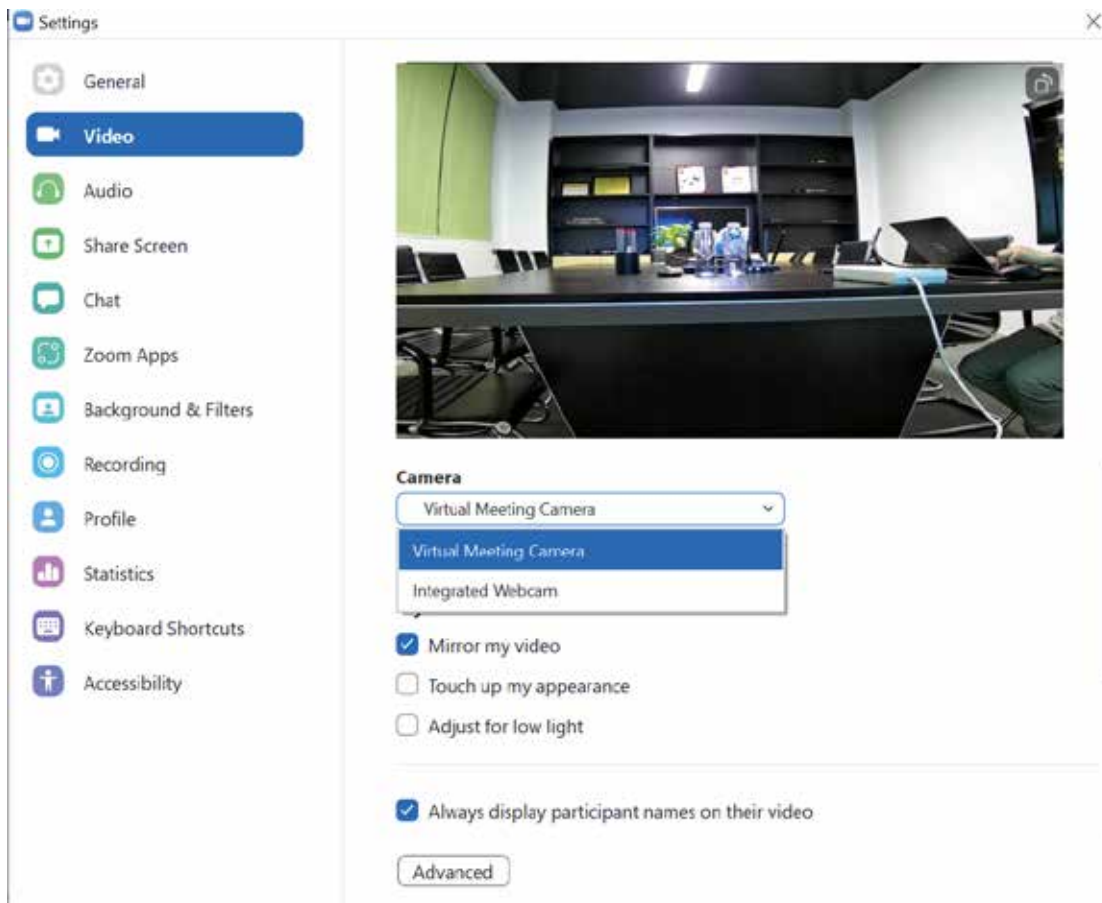 Settings
General
Video
Audio
Share Screen
Chat
Zoom Apps
Background & Filters
Recording
Profile
Statistics
Keyboard Shortcuts
Accessibility
Camera
Virtual Meeting Camera
Virtual Meeting Camera
Integrated Webcam
Mirror my video
Touch up my appearance
Adjust for low light
Always display participant names on their video
Advanced